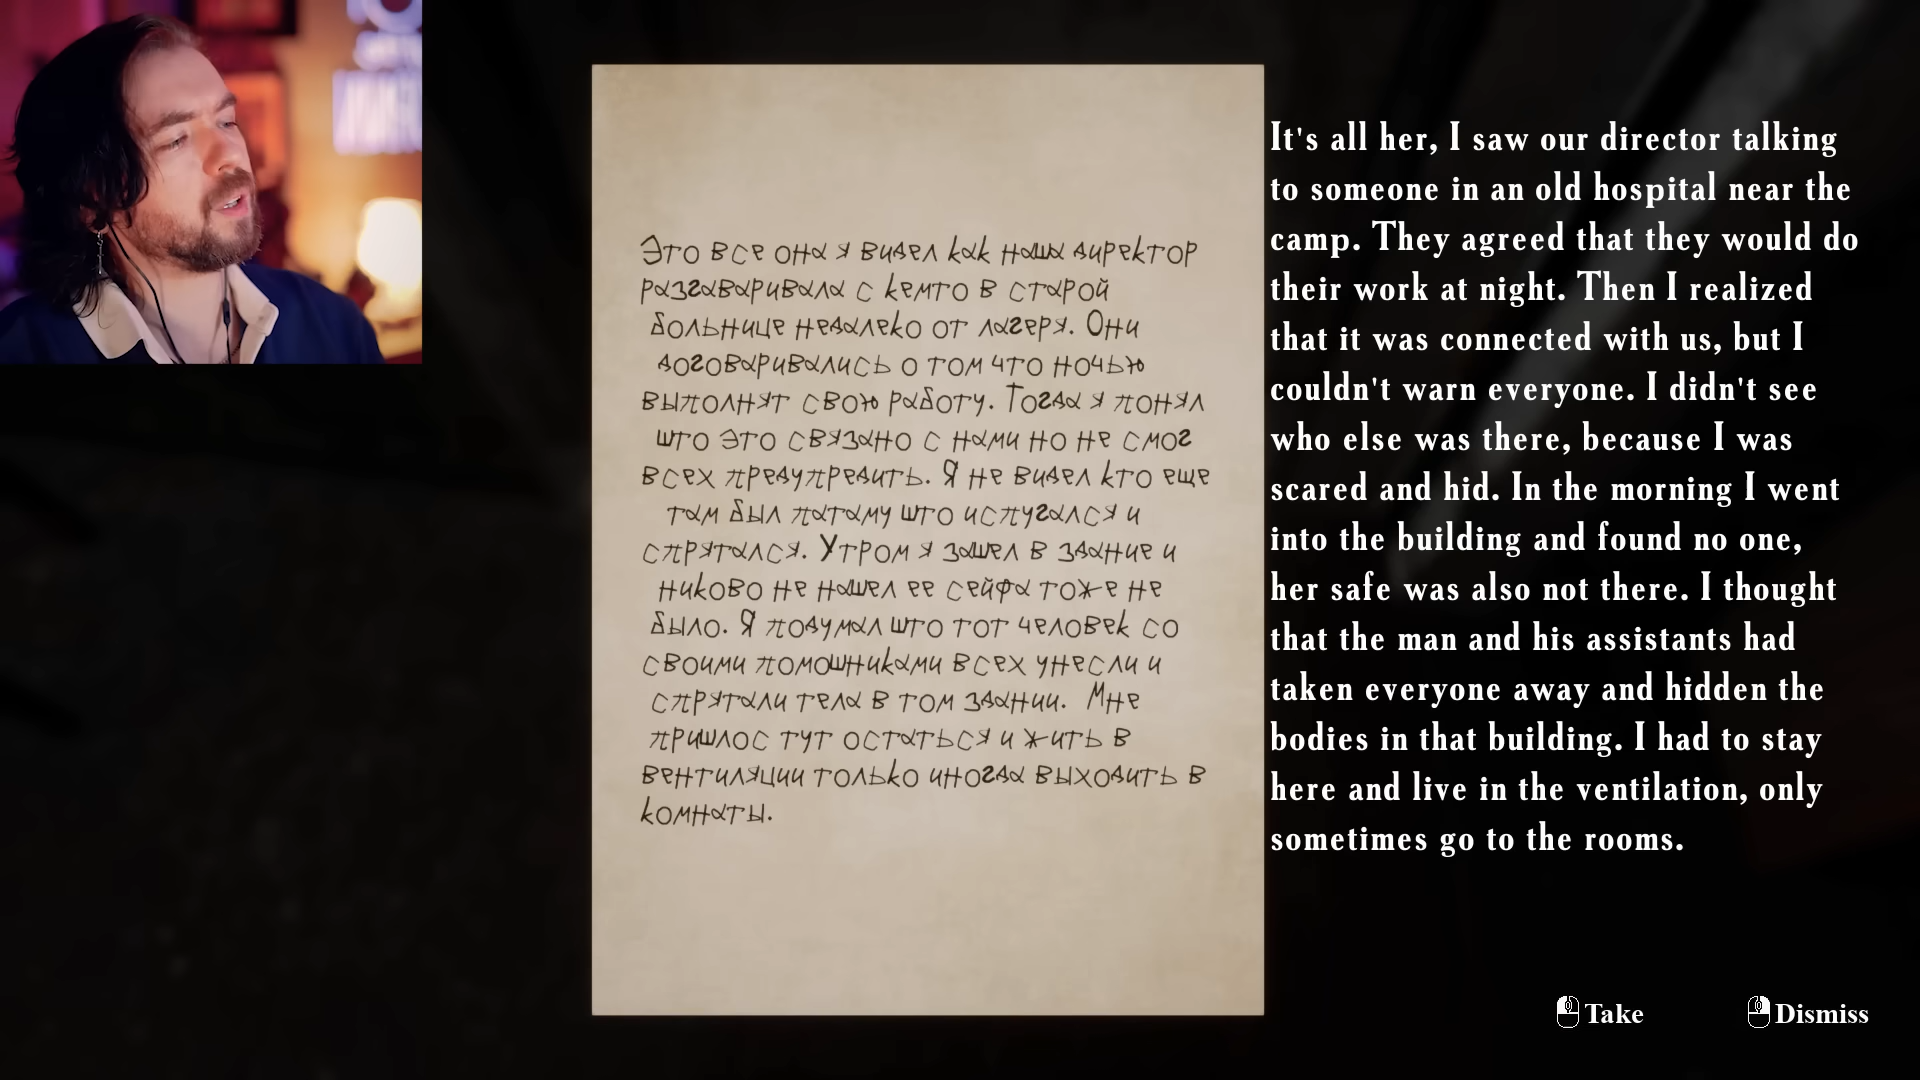 Это все она я видел как наша директор
разгаваривала с кемто в старой
больнице недалеко от лагеря. Они
договаривались о том что ночью
выполнят свою работу. Тогда я понял
што это связано с нами но не смог
всех предупредить. Я не видел кто еще
там был патаму што испугался и
спрятался. Утром я зашел в здание и
никово не нашел ее сейфа тоже не
было. Я подумал што тот человек со
своими помошниками всех унесли и
спрятали тела в том здании. Мне
пришлос тут остаться и жить в
вентиляции только иногда выходить в
комнаты.
It's all her, I saw our director talking
to someone in an old hospital near the
camp. They agreed that they would do
their work at night. Then I realized
that it was connected with us, but I
couldn't warn everyone. I didn't see
who else was there, because I was
scared and hid. In the morning I went
into the building and found no one,
her safe was also not there. I thought
that the man and his assistants had
taken everyone away and hidden the
bodies in that building. I had to stay
here and live in the ventilation, only
sometimes go to the rooms.
Take
Dismiss